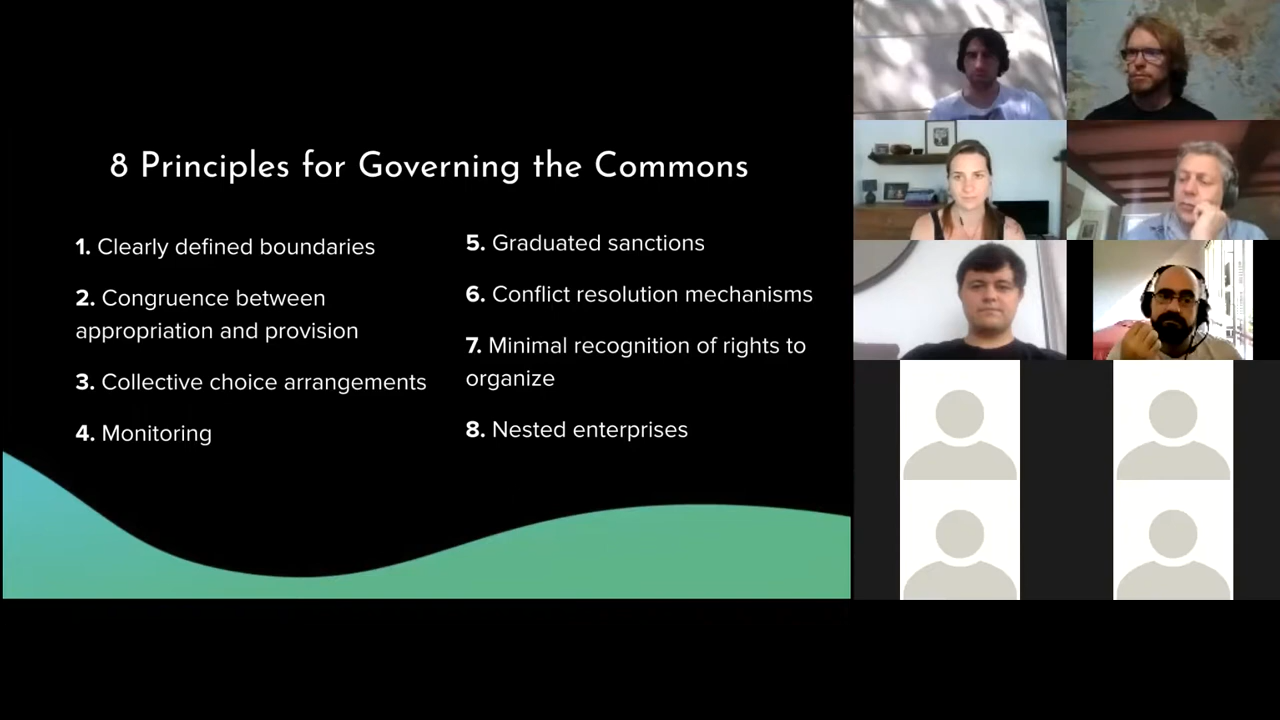 8 Principles for Governing the Commons
1. Clearly defined boundaries
2. Congruence between
appropriation and provision
3. Collective choice arrangements
4. Monitoring
5. Graduated sanctions
6. Conflict resolution mechanisms
7. Minimal recognition of rights to
organize
8. Nested enterprises